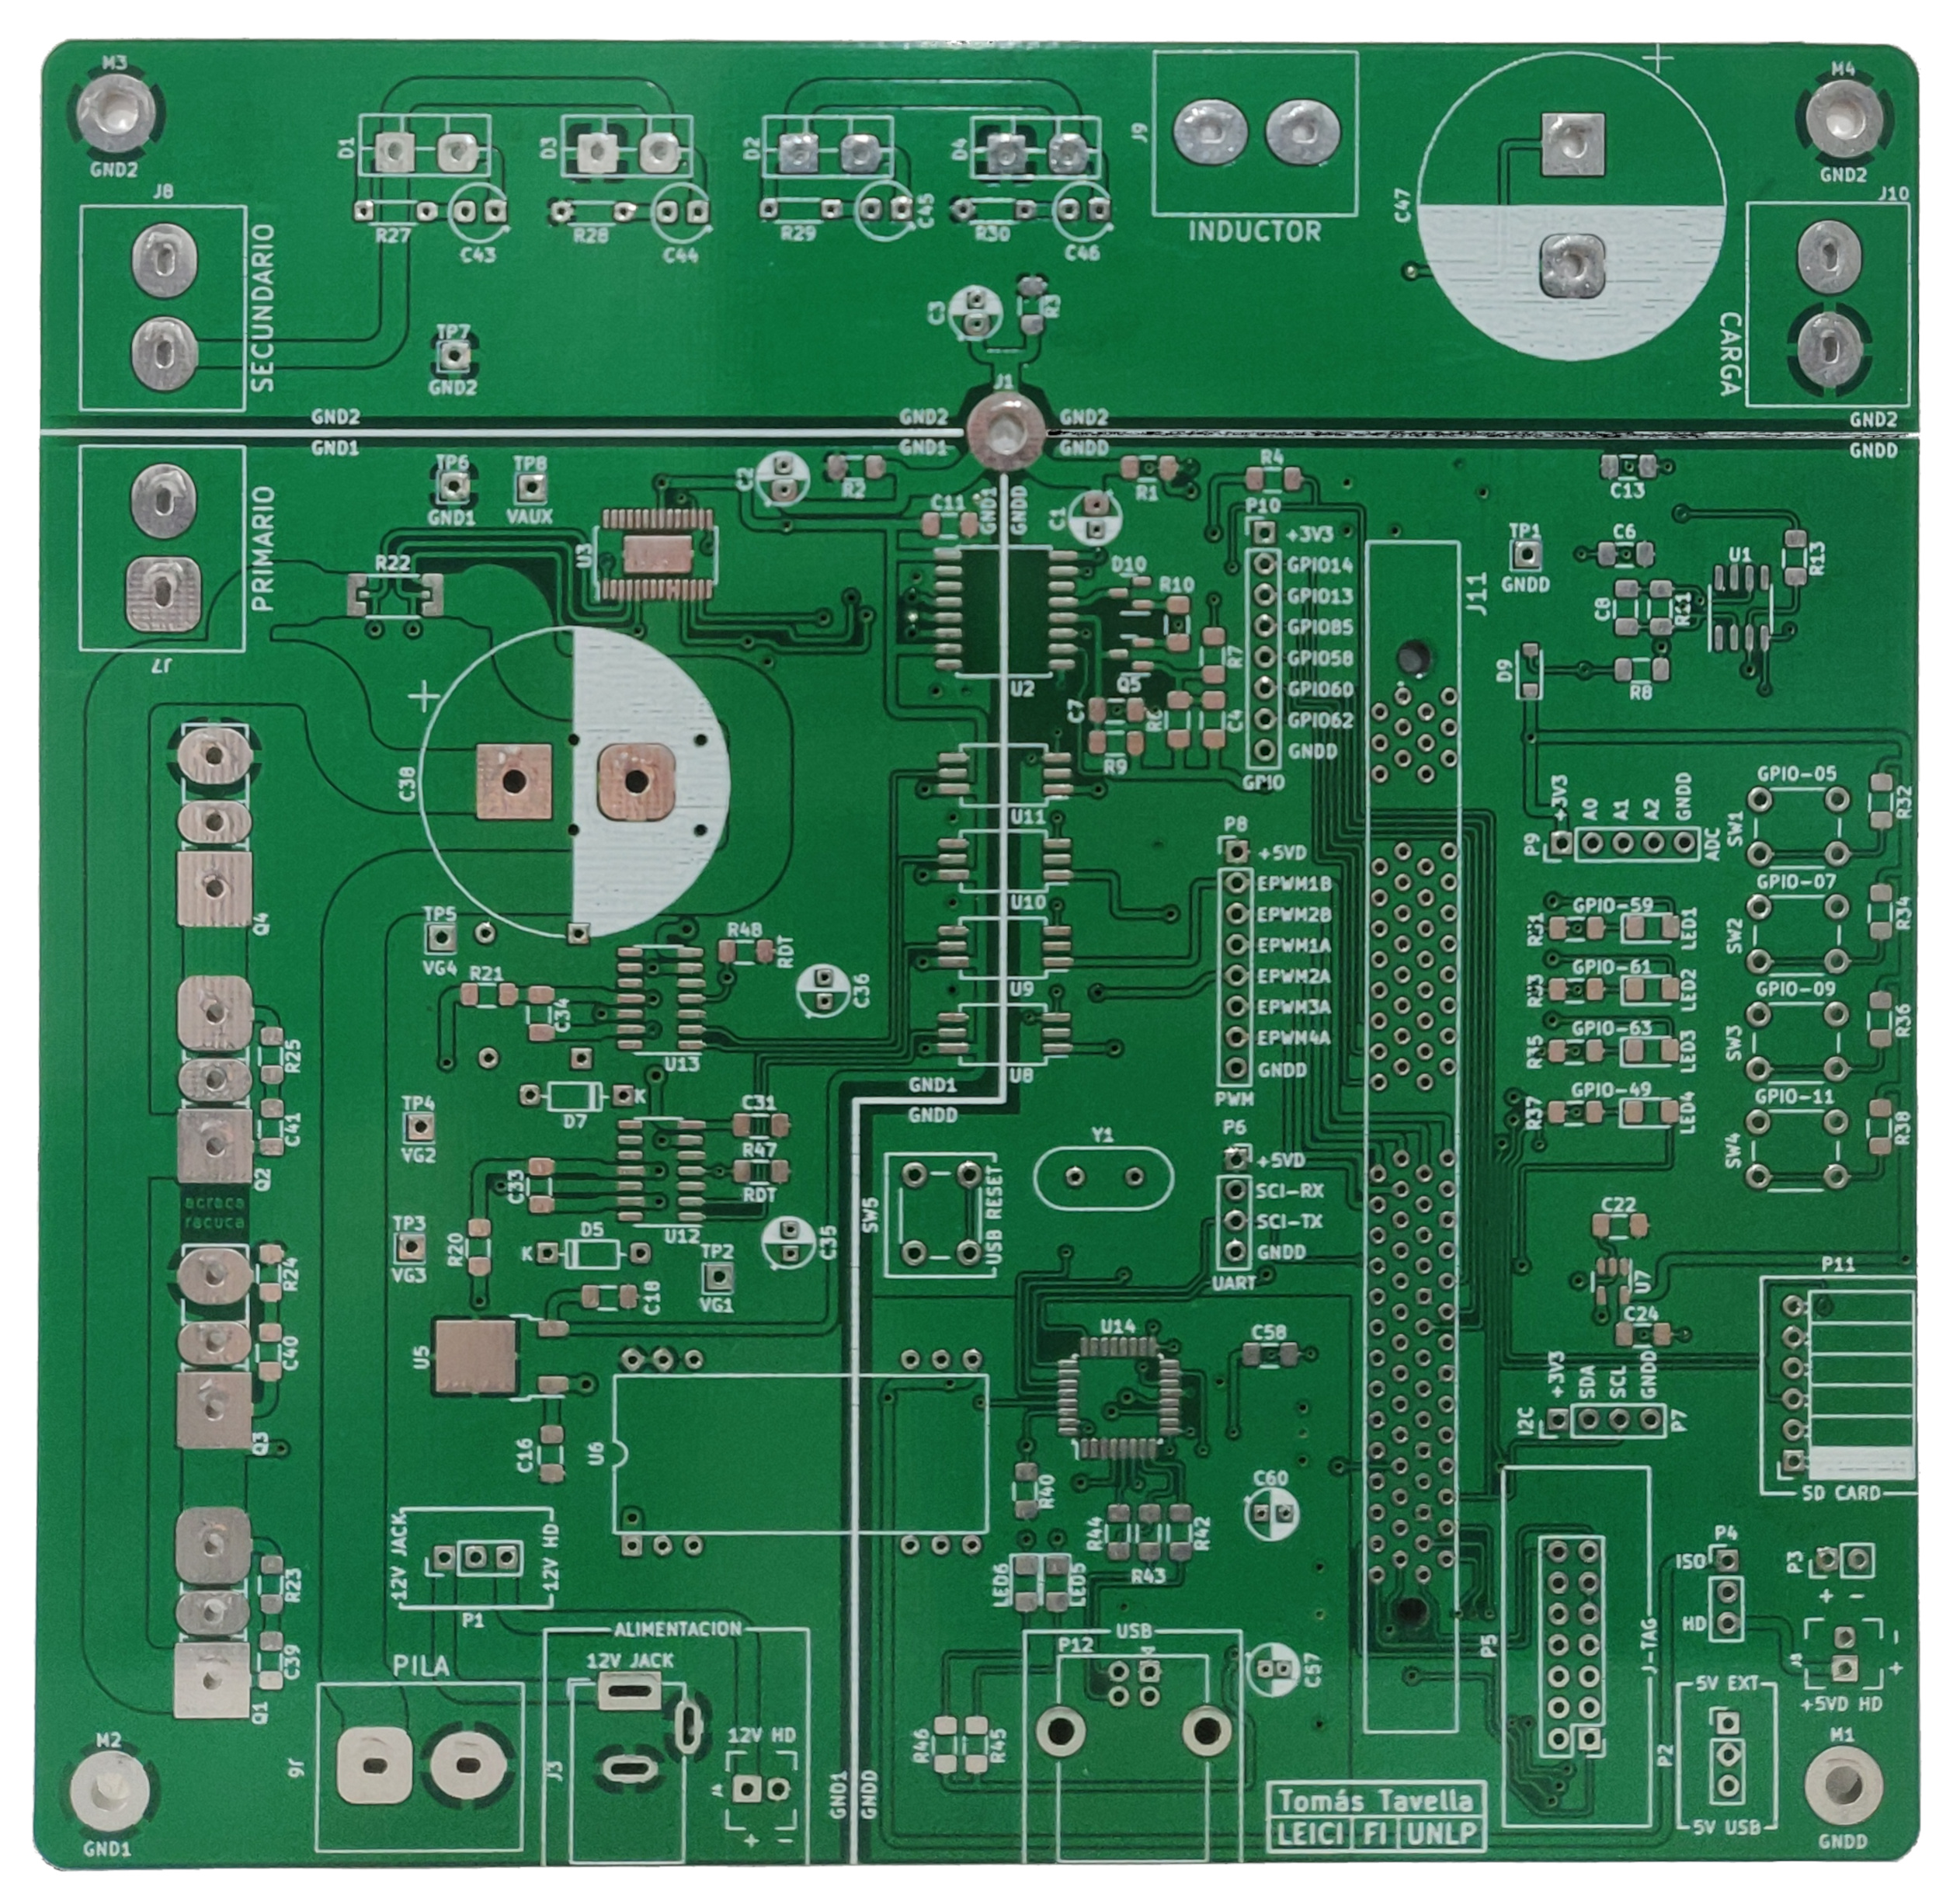 M3
GND2
J8
SECUNDARIO
D1
R27
C43
D3
R28
C44
D2
R29
C45
D4
R30
C46
J9
INDUCTOR
C47
+
M4
GND2
J10
CARGA
TP7
GND2
C3
R3
J1
GND2
GND1
GND2
GND1
GND2
GNDD
GND2
GNDD
GND1
GNDD
PRIMARIO
J7
TP6
GND1
TP8
VAUX
R22
U3
C2
R2
C11
C1
R1
R4
P10
+3V3
GPIO14
GPIO13
GPIO85
GPIO58
GPIO60
GPIO62
GNDD
GPIO
J11
C13
TP1
GNDD
C6
U1
R13
C8
R11
D9
R8
D10
R10
R7
Q5
U2
C7
R6
C4
R9
C38
+
U11
U10
U9
U8
P8
+5VD
EPWM1B
EPWM2B
EPWM1A
EPWM2A
EPWM3A
EPWM4A
GNDD
PWM
P9
+3V3
A0
A1
A2
GNDD
ADC
GPIO-05
SW1
R32
GPIO-07
SW2
R34
GPIO-09
SW3
R36
GPIO-11
SW4
R38
GPIO-59
R31
LED1
GPIO-61
R33
LED2
GPIO-63
R35
LED3
GPIO-49
R37
LED4
Q4
TP5
VG4
R48
RDT
R21
C34
C36
U13
R25
C41
Q2
acraca
racuca
D7
K
TP4
VG2
C31
R47
RDT
C33
U12
D5
K
R20
TP3
VG3
TP2
VG1
C35
C18
GND1
GNDD
SW5
USB RESET
Y1
P6
+5VD
SCI-RX
SCI-TX
GNDD
UART
C22
U7
C24
P11
SD CARD
R24
C40
Q3
U5
C16
U6
U14
C58
I2C
+3V3
SDA
SCL
GNDD
P7
R40
R44
R43
R42
C60
LED6
LED5
12V JACK
12V HD
P1
R23
C39
Q1
PILA
J6
ALIMENTACION
12V JACK
J3
12V HD
J4
+
-
GND1
GNDD
USB
P12
C57
R46
R45
P5
J-TAG
P4
ISO
HD
P3
+ -
J5
-
+
+5VD HD
5V EXT
P2
5V USB
M2
GND1
M1
GNDD
Tomás Tavella
LEICI FI UNLP